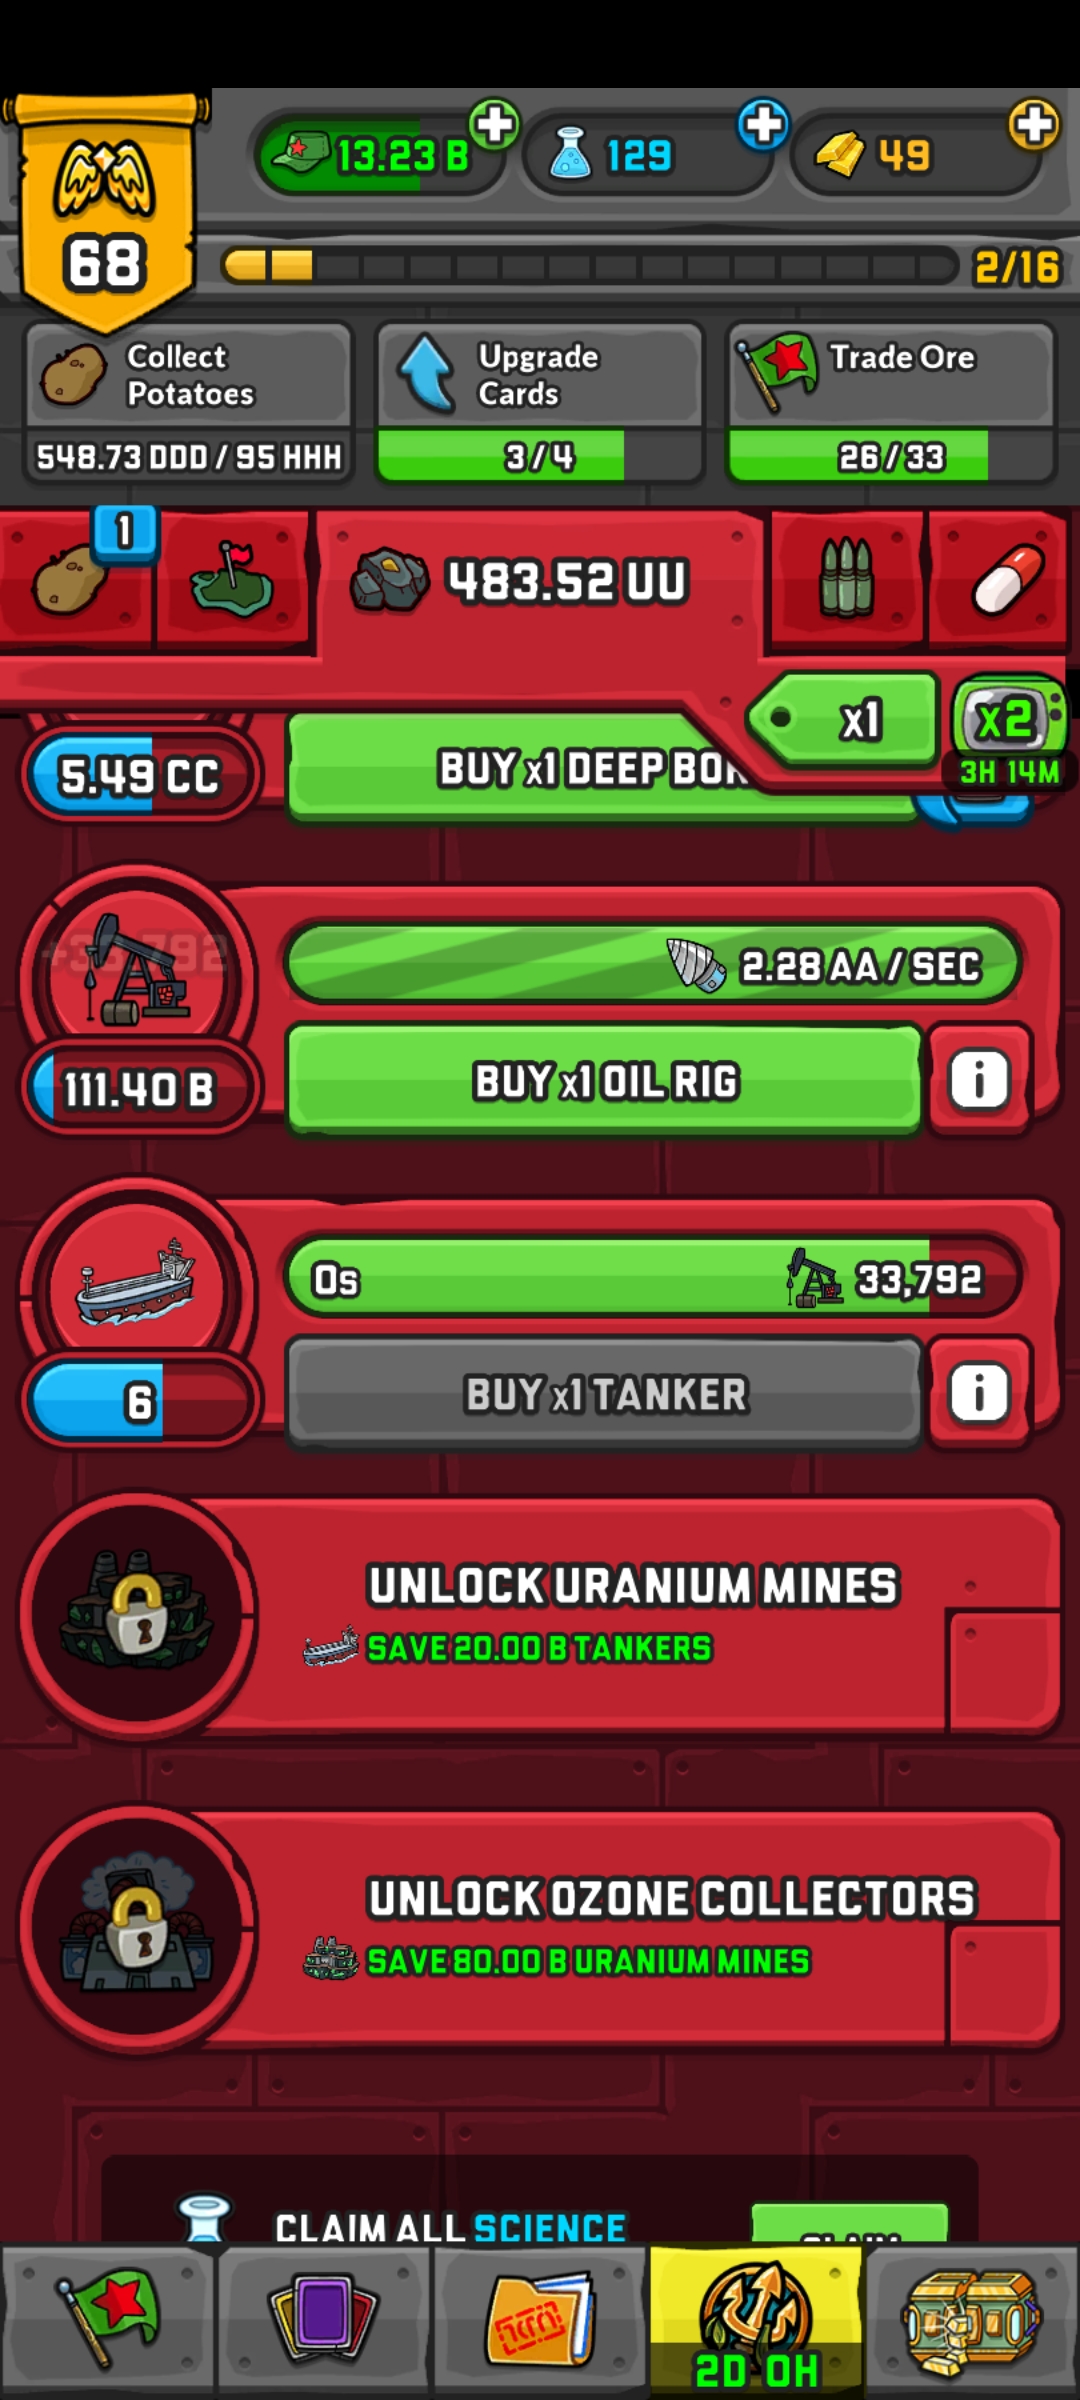 13.23 B
129
49
68
2/16
Collect
Potatoes
548.73 DDD / 95 HHH
Upgrade
Cards
3/4
Trade Ore
26/33
1
483.52 UU
x1
x2
3H 14M
5.49 CC
BUY x1 DEEP
2.28 AA / SEC
111.40 B
BUY x1 OIL RIG
0s
33,792
6
BUY x1 TANKER
UNLOCK URANIUM MINES
SAVE 20.00 B TANKERS
UNLOCK OZONE COLLECTORS
SAVE 80.00 B URANIUM MINES
CLAIM ALL SCIENCE
2D 0H